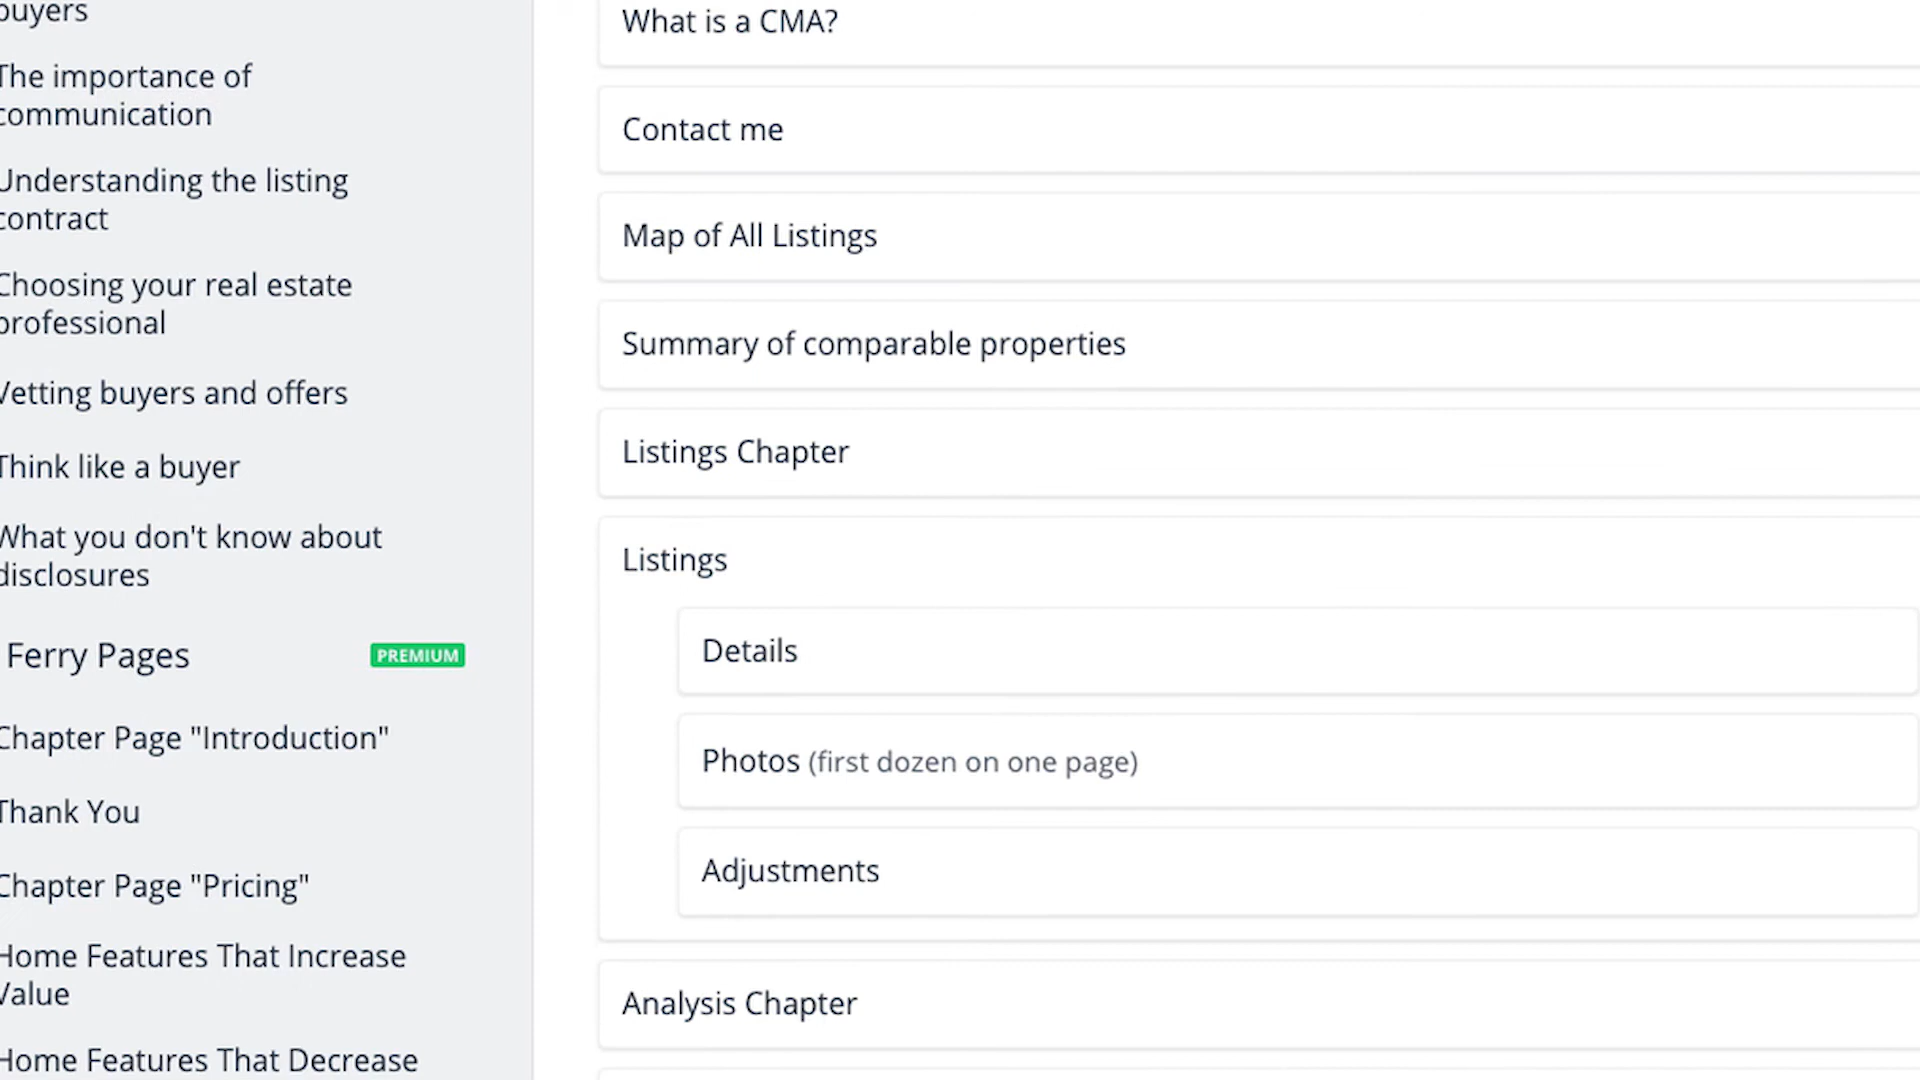 buyers
The importance of
communication
Understanding the listing
contract
Choosing your real estate
professional
Vetting buyers and offers
Think like a buyer
What you don't know about
disclosures
Ferry Pages PREMIUM
Chapter Page "Introduction"
Thank You
Chapter Page "Pricing"
Home Features That Increase
Value
Home Features That Decrease
What is a CMA?
Contact me
Map of All Listings
Summary of comparable properties
Listings Chapter
Listings
Details
Photos (first dozen on one page)
Adjustments
Analysis Chapter